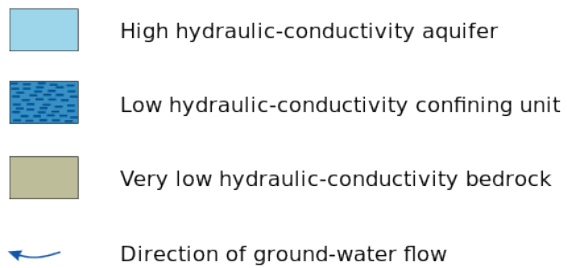 High hydraulic-conductivity aquifer
Low hydraulic-conductivity confining unit
Very low hydraulic-conductivity bedrock
Direction of ground-water flow